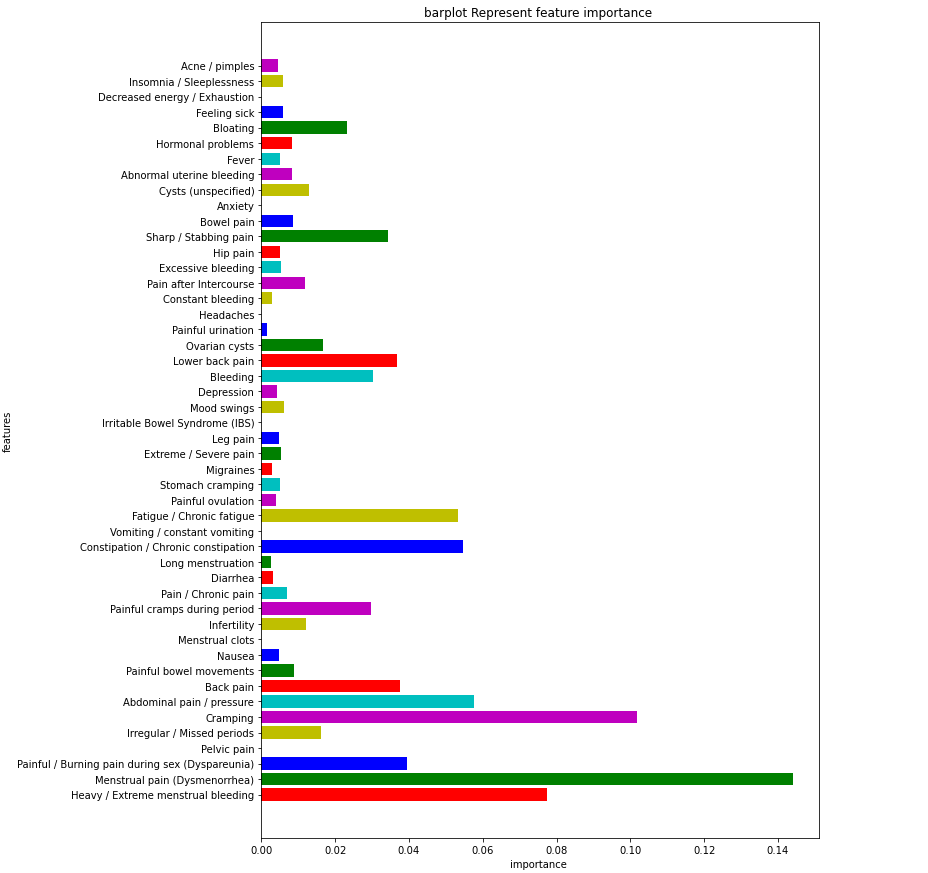 barplot Represent feature importance
Acne / pimples
Insomnia / Sleeplessness
Decreased energy / Exhaustion
Feeling sick
Bloating
Hormonal problems
Fever
Abnormal uterine bleeding
Cysts (unspecified)
Anxiety
Bowel pain
Sharp / Stabbing pain
Hip pain
Excessive bleeding
Pain after Intercourse
Constant bleeding
Headaches
Painful urination
Ovarian cysts
Lower back pain
Bleeding
Depression
Mood swings
Irritable Bowel Syndrome (IBS)
Leg pain
Extreme / Severe pain
Migraines
Stomach cramping
Painful ovulation
Fatigue / Chronic fatigue
Vomiting / constant vomiting
Constipation / Chronic constipation
Long menstruation
Diarrhea
Pain / Chronic pain
Painful cramps during period
Infertility
Menstrual clots
Nausea
Painful bowel movements
Back pain
Abdominal pain / pressure
Cramping
Irregular / Missed periods
Pelvic pain
Painful / Burning pain during sex (Dyspareunia)
Menstrual pain (Dysmenorrhea)
Heavy / Extreme menstrual bleeding
features
0.00 0.02 0.04 0.06 0.08 0.10 0.12 0.14
importance